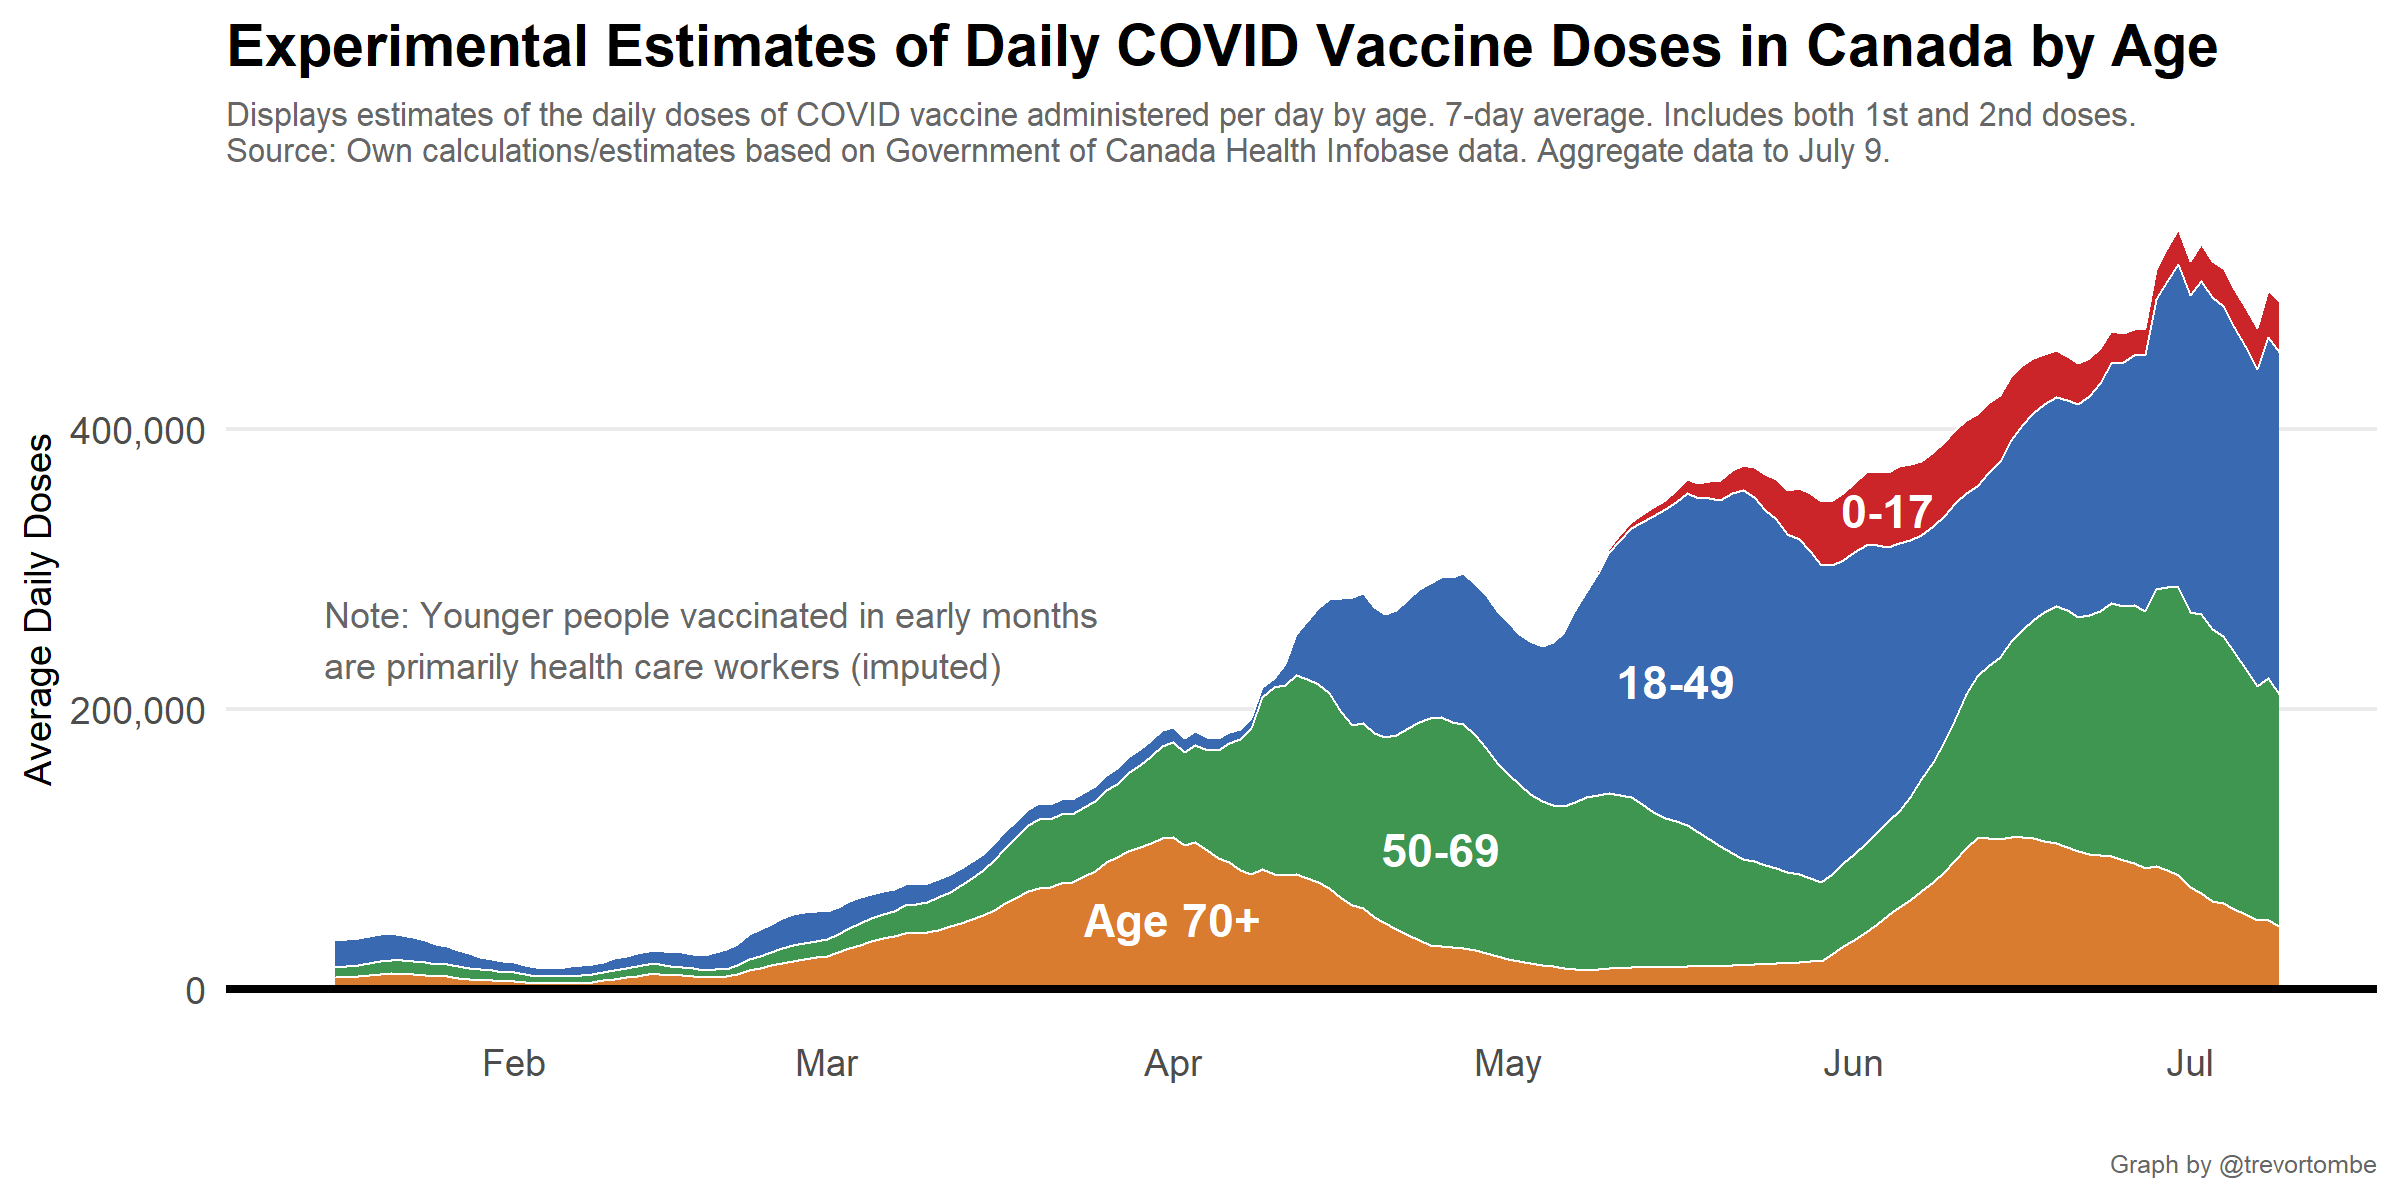 Experimental Estimates of Daily COVID Vaccine Doses in Canada by Age
Displays estimates of the daily doses of COVID vaccine administered per day by age. 7-day average. Includes both 1st and 2nd doses.
Source: Own calculations/estimates based on Government of Canada Health Infobase data. Aggregate data to July 9.
Average Daily Doses
400,000
200,000
0
Note: Younger people vaccinated in early months
are primarily health care workers (imputed)
0-17
18-49
50-69
Age 70+
Feb
Mar
Apr
May
Jun
Jul
Graph by @trevortombe